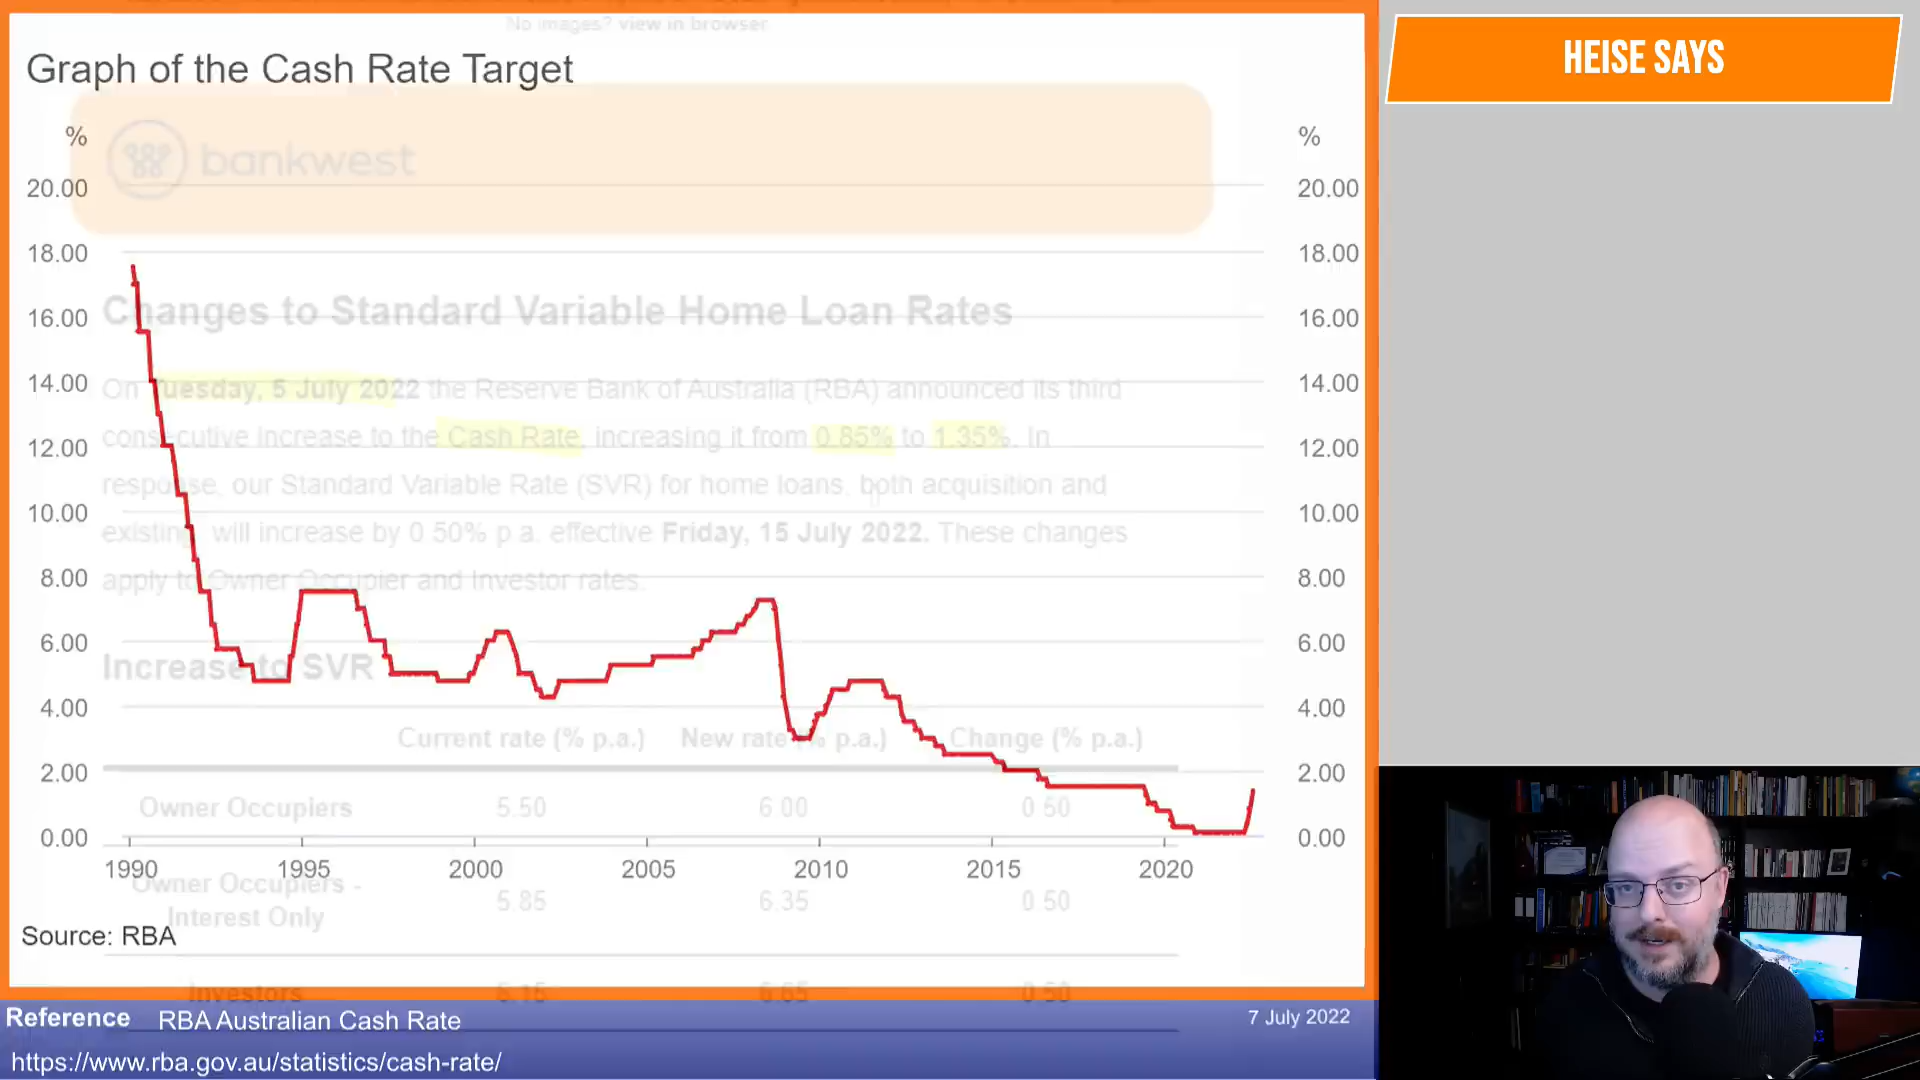 No images? view in browser
HEISE SAYS
Graph of the Cash Rate Target
% %
bankwest
20.00 20.00
18.00 18.00
Changes to Standard Variable Home Loan Rates
16.00 16.00
14.00 14.00
On Tuesday, 5 July 2022 the Reserve Bank of Australia (RBA) announced its third
consecutive increase to the Cash Rate, increasing it from 0.85% to 1.35%. In
12.00 12.00
response, our Standard Variable Rate (SVR) for home loans, both acquisition and
10.00 10.00
existing, will increase by 0.50% p.a. effective Friday, 15 July 2022. These changes
8.00 8.00
apply to Owner Occupier and Investor rates.
6.00 6.00
Increase to SVR
4.00 4.00
Current rate (% p.a.) New rate (% p.a.) Change (% p.a.)
2.00 2.00
Owner Occupiers 5.50 6.00 0.50
0.00 0.00
1990 1995 2000 2005 2010 2015 2020
Owner Occupiers -
Interest Only 5.85 6.35 0.50
Source: RBA
Investors 6.15 6.65 0.50
Reference RBA Australian Cash Rate 7 July 2022
https://www.rba.gov.au/statistics/cash-rate/